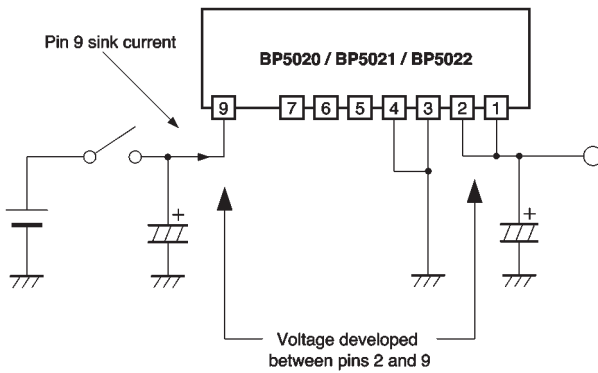 Pin 9 sink current
BP5020 / BP5021 / BP5022
9 7 6 5 4 3 2 1
+
+
Voltage developed
between pins 2 and 9